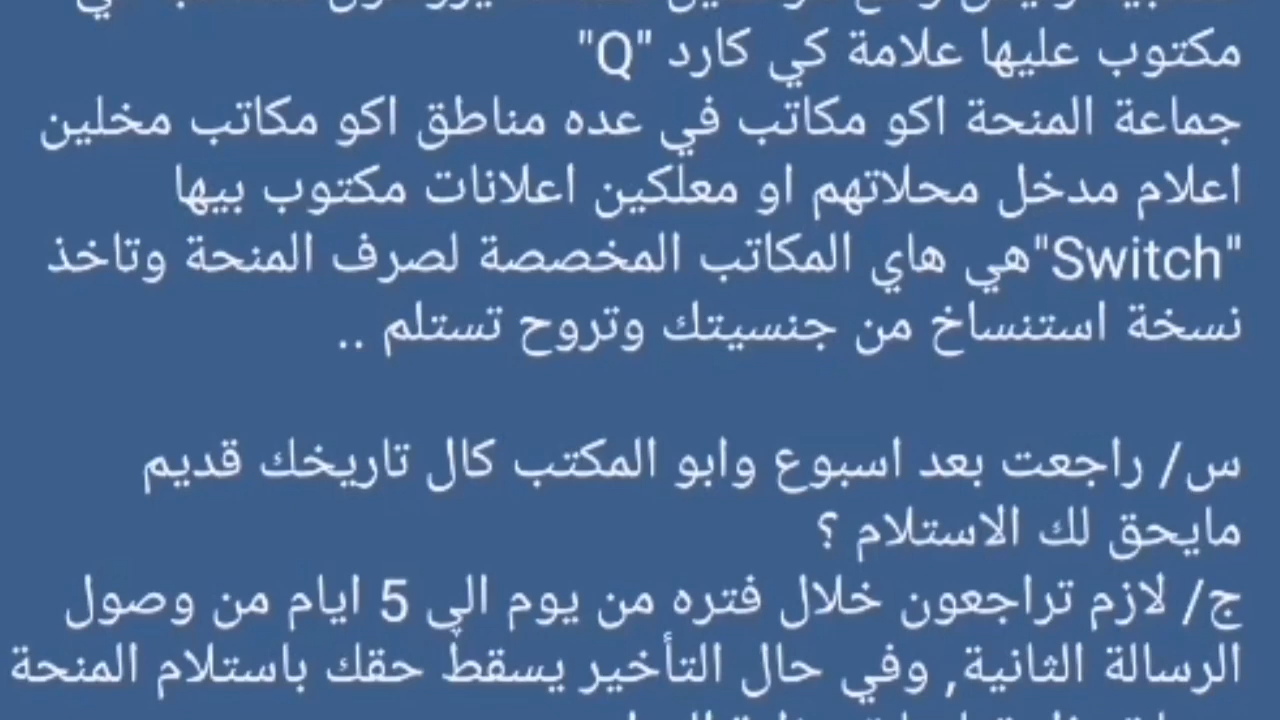 مكتوب عليها علامة كي كارد "Q"
جماعة المنحة اكو مكاتب في عده مناطق اكو مكاتب مخلين
اعلام مدخل محلاتهم او معلكين اعلانات مكتوب بيها
"Switch"هي هاي المكاتب المخصصة لصرف المنحة وتاخذ
نسخة استنساخ من جنسيتك وتروح تستلم ..
س/ راجعت بعد اسبوع وابو المكتب كال تاريخك قديم
مايحق لك الاستلام ؟
ج/ لازم تراجعون خلال فتره من يوم الى 5 ايام من وصول
الرسالة الثانية, وفي حال التأخير يسقط حقك باستلام المنحة